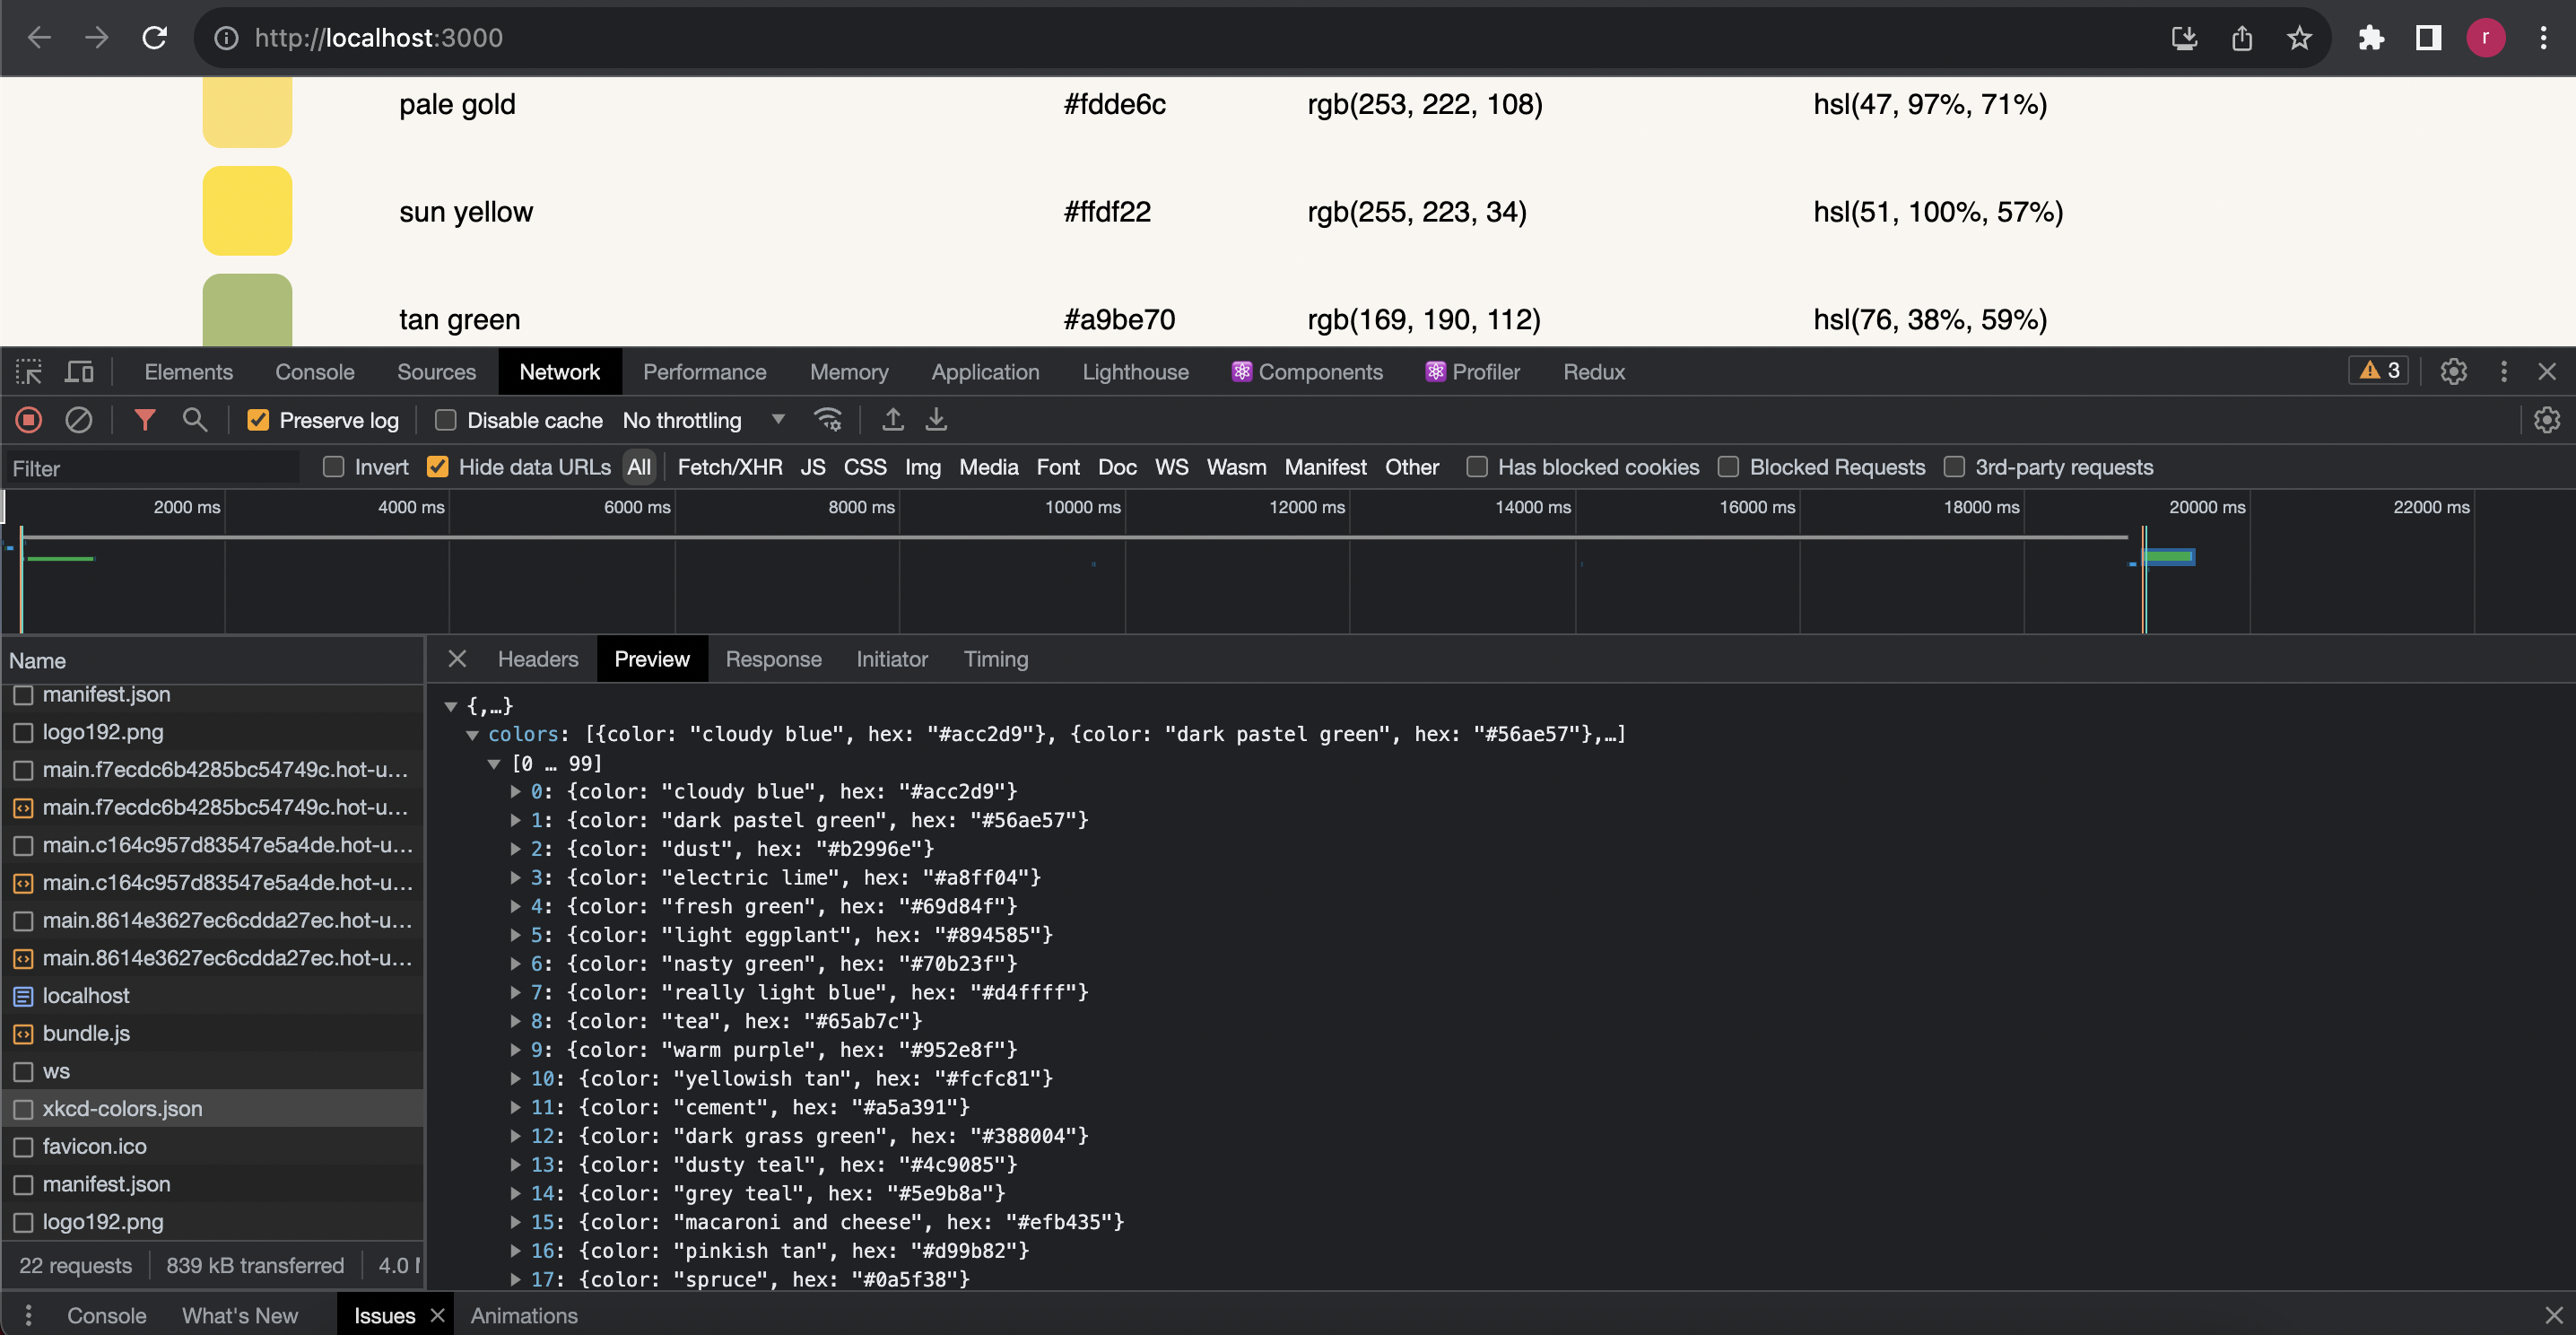 http://localhost:3000
r
pale gold #fdde6c rgb(253, 222, 108) hsl(47, 97%, 71%)
sun yellow #ffdf22 rgb(255, 223, 34) hsl(51, 100%, 57%)
tan green #a9be70 rgb(169, 190, 112) hsl(76, 38%, 59%)
Elements Console Sources Network Performance Memory Application Lighthouse Components Profiler Redux 3
Preserve log Disable cache No throttling
Filter Invert Hide data URLs All Fetch/XHR JS CSS Img Media Font Doc WS Wasm Manifest Other Has blocked cookies Blocked Requests 3rd-party requests
2000 ms 4000 ms 6000 ms 8000 ms 10000 ms 12000 ms 14000 ms 16000 ms 18000 ms 20000 ms 22000 ms
Name
manifest.json
logo192.png
main.f7ecdc6b4285bc54749c.hot-u...
main.f7ecdc6b4285bc54749c.hot-u...
main.c164c957d83547e5a4de.hot-u...
main.c164c957d83547e5a4de.hot-u...
main.8614e3627ec6cdda27ec.hot-u...
main.8614e3627ec6cdda27ec.hot-u...
localhost
bundle.js
ws
xkcd-colors.json
favicon.ico
manifest.json
logo192.png
22 requests 839 kB transferred 4.0
Headers Preview Response Initiator Timing
{,…}
colors: [{color: "cloudy blue", hex: "#acc2d9"}, {color: "dark pastel green", hex: "#56ae57"},…]
[0 … 99]
0: {color: "cloudy blue", hex: "#acc2d9"}
1: {color: "dark pastel green", hex: "#56ae57"}
2: {color: "dust", hex: "#b2996e"}
3: {color: "electric lime", hex: "#a8ff04"}
4: {color: "fresh green", hex: "#69d84f"}
5: {color: "light eggplant", hex: "#894585"}
6: {color: "nasty green", hex: "#70b23f"}
7: {color: "really light blue", hex: "#d4ffff"}
8: {color: "tea", hex: "#65ab7c"}
9: {color: "warm purple", hex: "#952e8f"}
10: {color: "yellowish tan", hex: "#fcfc81"}
11: {color: "cement", hex: "#a5a391"}
12: {color: "dark grass green", hex: "#388004"}
13: {color: "dusty teal", hex: "#4c9085"}
14: {color: "grey teal", hex: "#5e9b8a"}
15: {color: "macaroni and cheese", hex: "#efb435"}
16: {color: "pinkish tan", hex: "#d99b82"}
17: {color: "spruce", hex: "#0a5f38"}
Console What's New Issues Animations